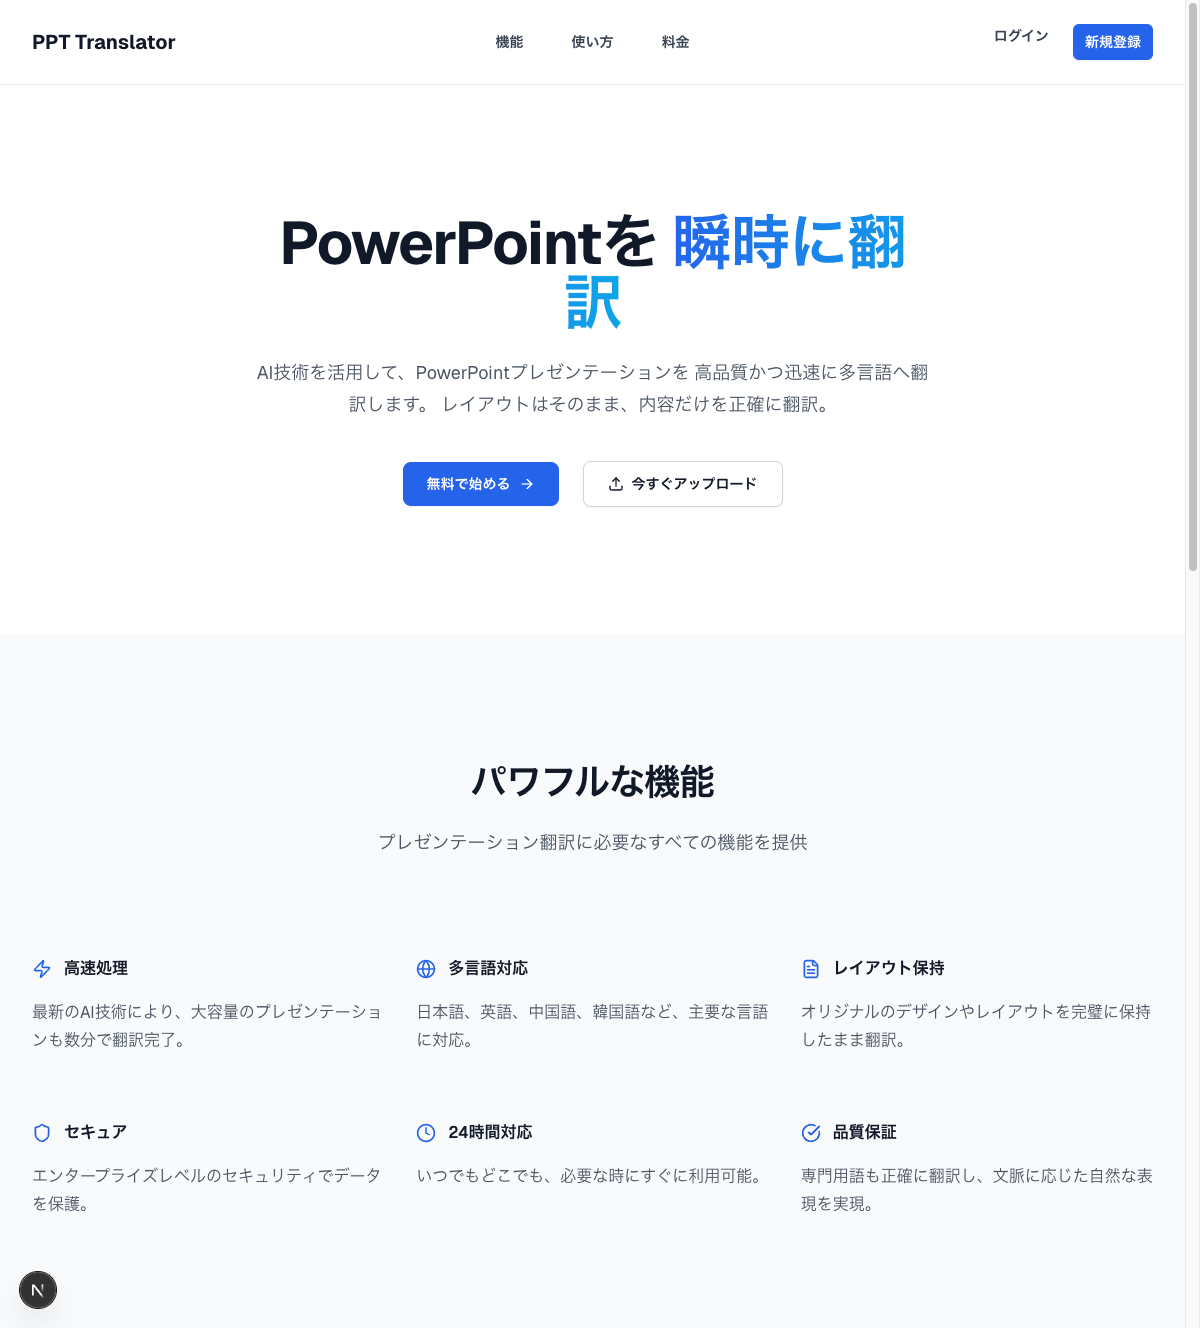 PPT Translator
機能
使い方
料金
ログイン
新規登録
PowerPointを 瞬時に翻
訳
AI技術を活用して、PowerPointプレゼンテーションを 高品質かつ迅速に多言語へ翻
訳します。 レイアウトはそのまま、内容だけを正確に翻訳。
無料で始める →
今すぐアップロード
パワフルな機能
プレゼンテーション翻訳に必要なすべての機能を提供
高速処理
最新のAI技術により、大容量のプレゼンテーショ
ンも数分で翻訳完了。
多言語対応
日本語、英語、中国語、韓国語など、主要な言語
に対応。
レイアウト保持
オリジナルのデザインやレイアウトを完璧に保持
したまま翻訳。
セキュア
エンタープライズレベルのセキュリティでデータ
を保護。
24時間対応
いつでもどこでも、必要な時にすぐに利用可能。
品質保証
専門用語も正確に翻訳し、文脈に応じた自然な表
現を実現。
N